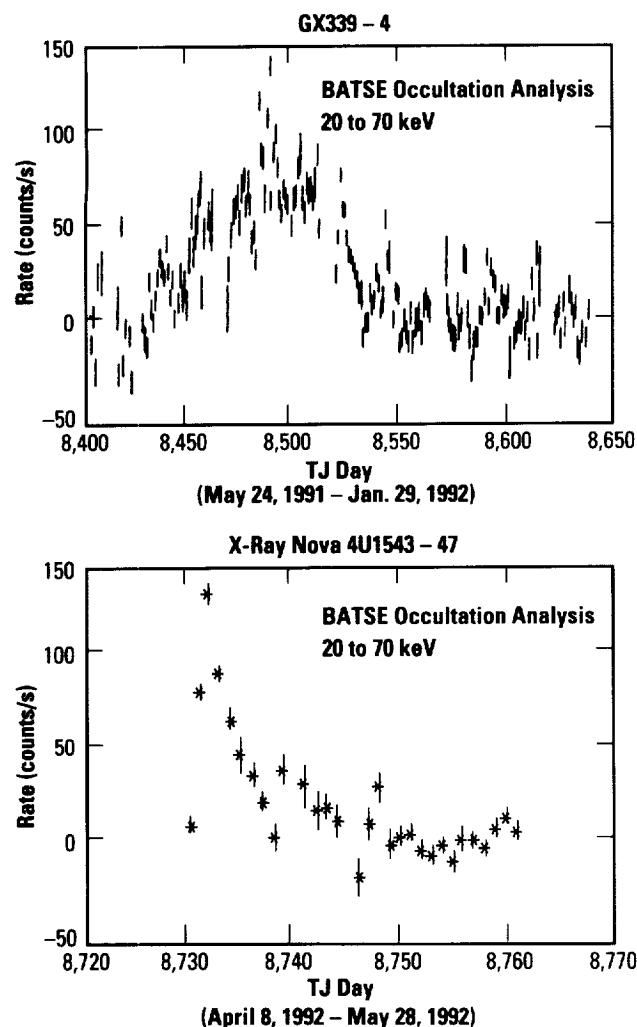 GX339 – 4
150
100
50
0
–50
Rate (counts/s)
BATSE Occultation Analysis
20 to 70 keV
8,400 8,450 8,500 8,550 8,600 8,650
TJ Day
(May 24, 1991 – Jan. 29, 1992)
X-Ray Nova 4U1543 – 47
150
100
50
0
–50
Rate (counts/s)
BATSE Occultation Analysis
20 to 70 keV
8,720 8,730 8,740 8,750 8,760 8,770
TJ Day
(April 8, 1992 – May 28, 1992)